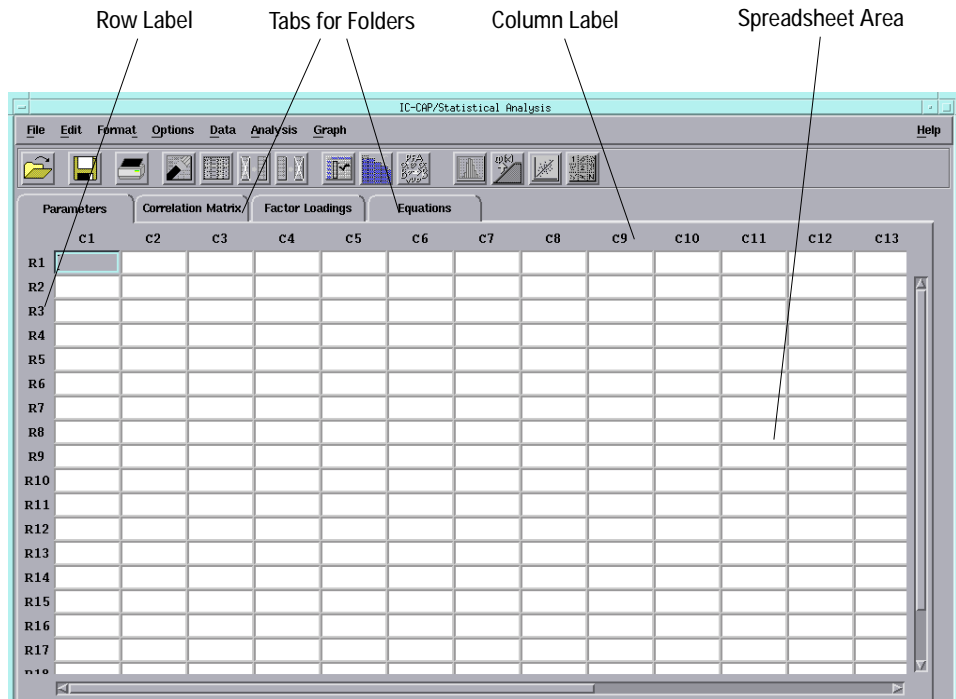 Row Label Tabs for Folders Column Label Spreadsheet Area
IC-CAP/Statistical Analysis
File Edit Format Options Data Analysis Graph Help
Parameters Correlation Matrix Factor Loadings Equations
C1 C2 C3 C4 C5 C6 C7 C8 C9 C10 C11 C12 C13
R1
R2
R3
R4
R5
R6
R7
R8
R9
R10
R11
R12
R13
R14
R15
R16
R17
R18